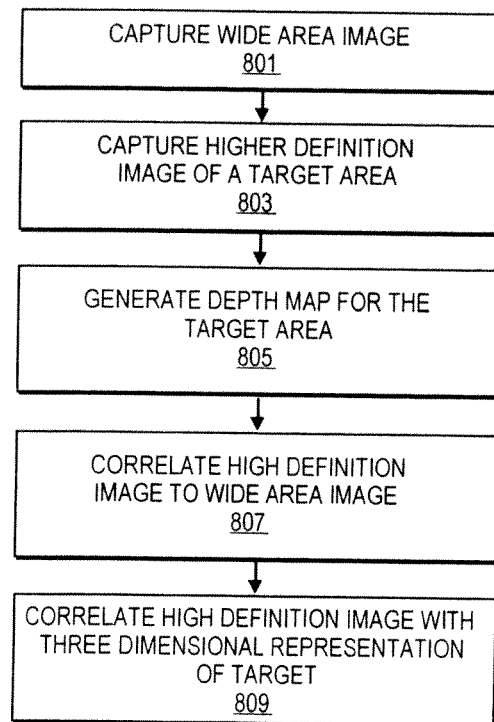 CAPTURE WIDE AREA IMAGE
801
CAPTURE HIGHER DEFINITION
IMAGE OF A TARGET AREA
803
GENERATE DEPTH MAP FOR THE
TARGET AREA
805
CORRELATE HIGH DEFINITION
IMAGE TO WIDE AREA IMAGE
807
CORRELATE HIGH DEFINITION IMAGE WITH
THREE DIMENSIONAL REPRESENTATION
OF TARGET
809